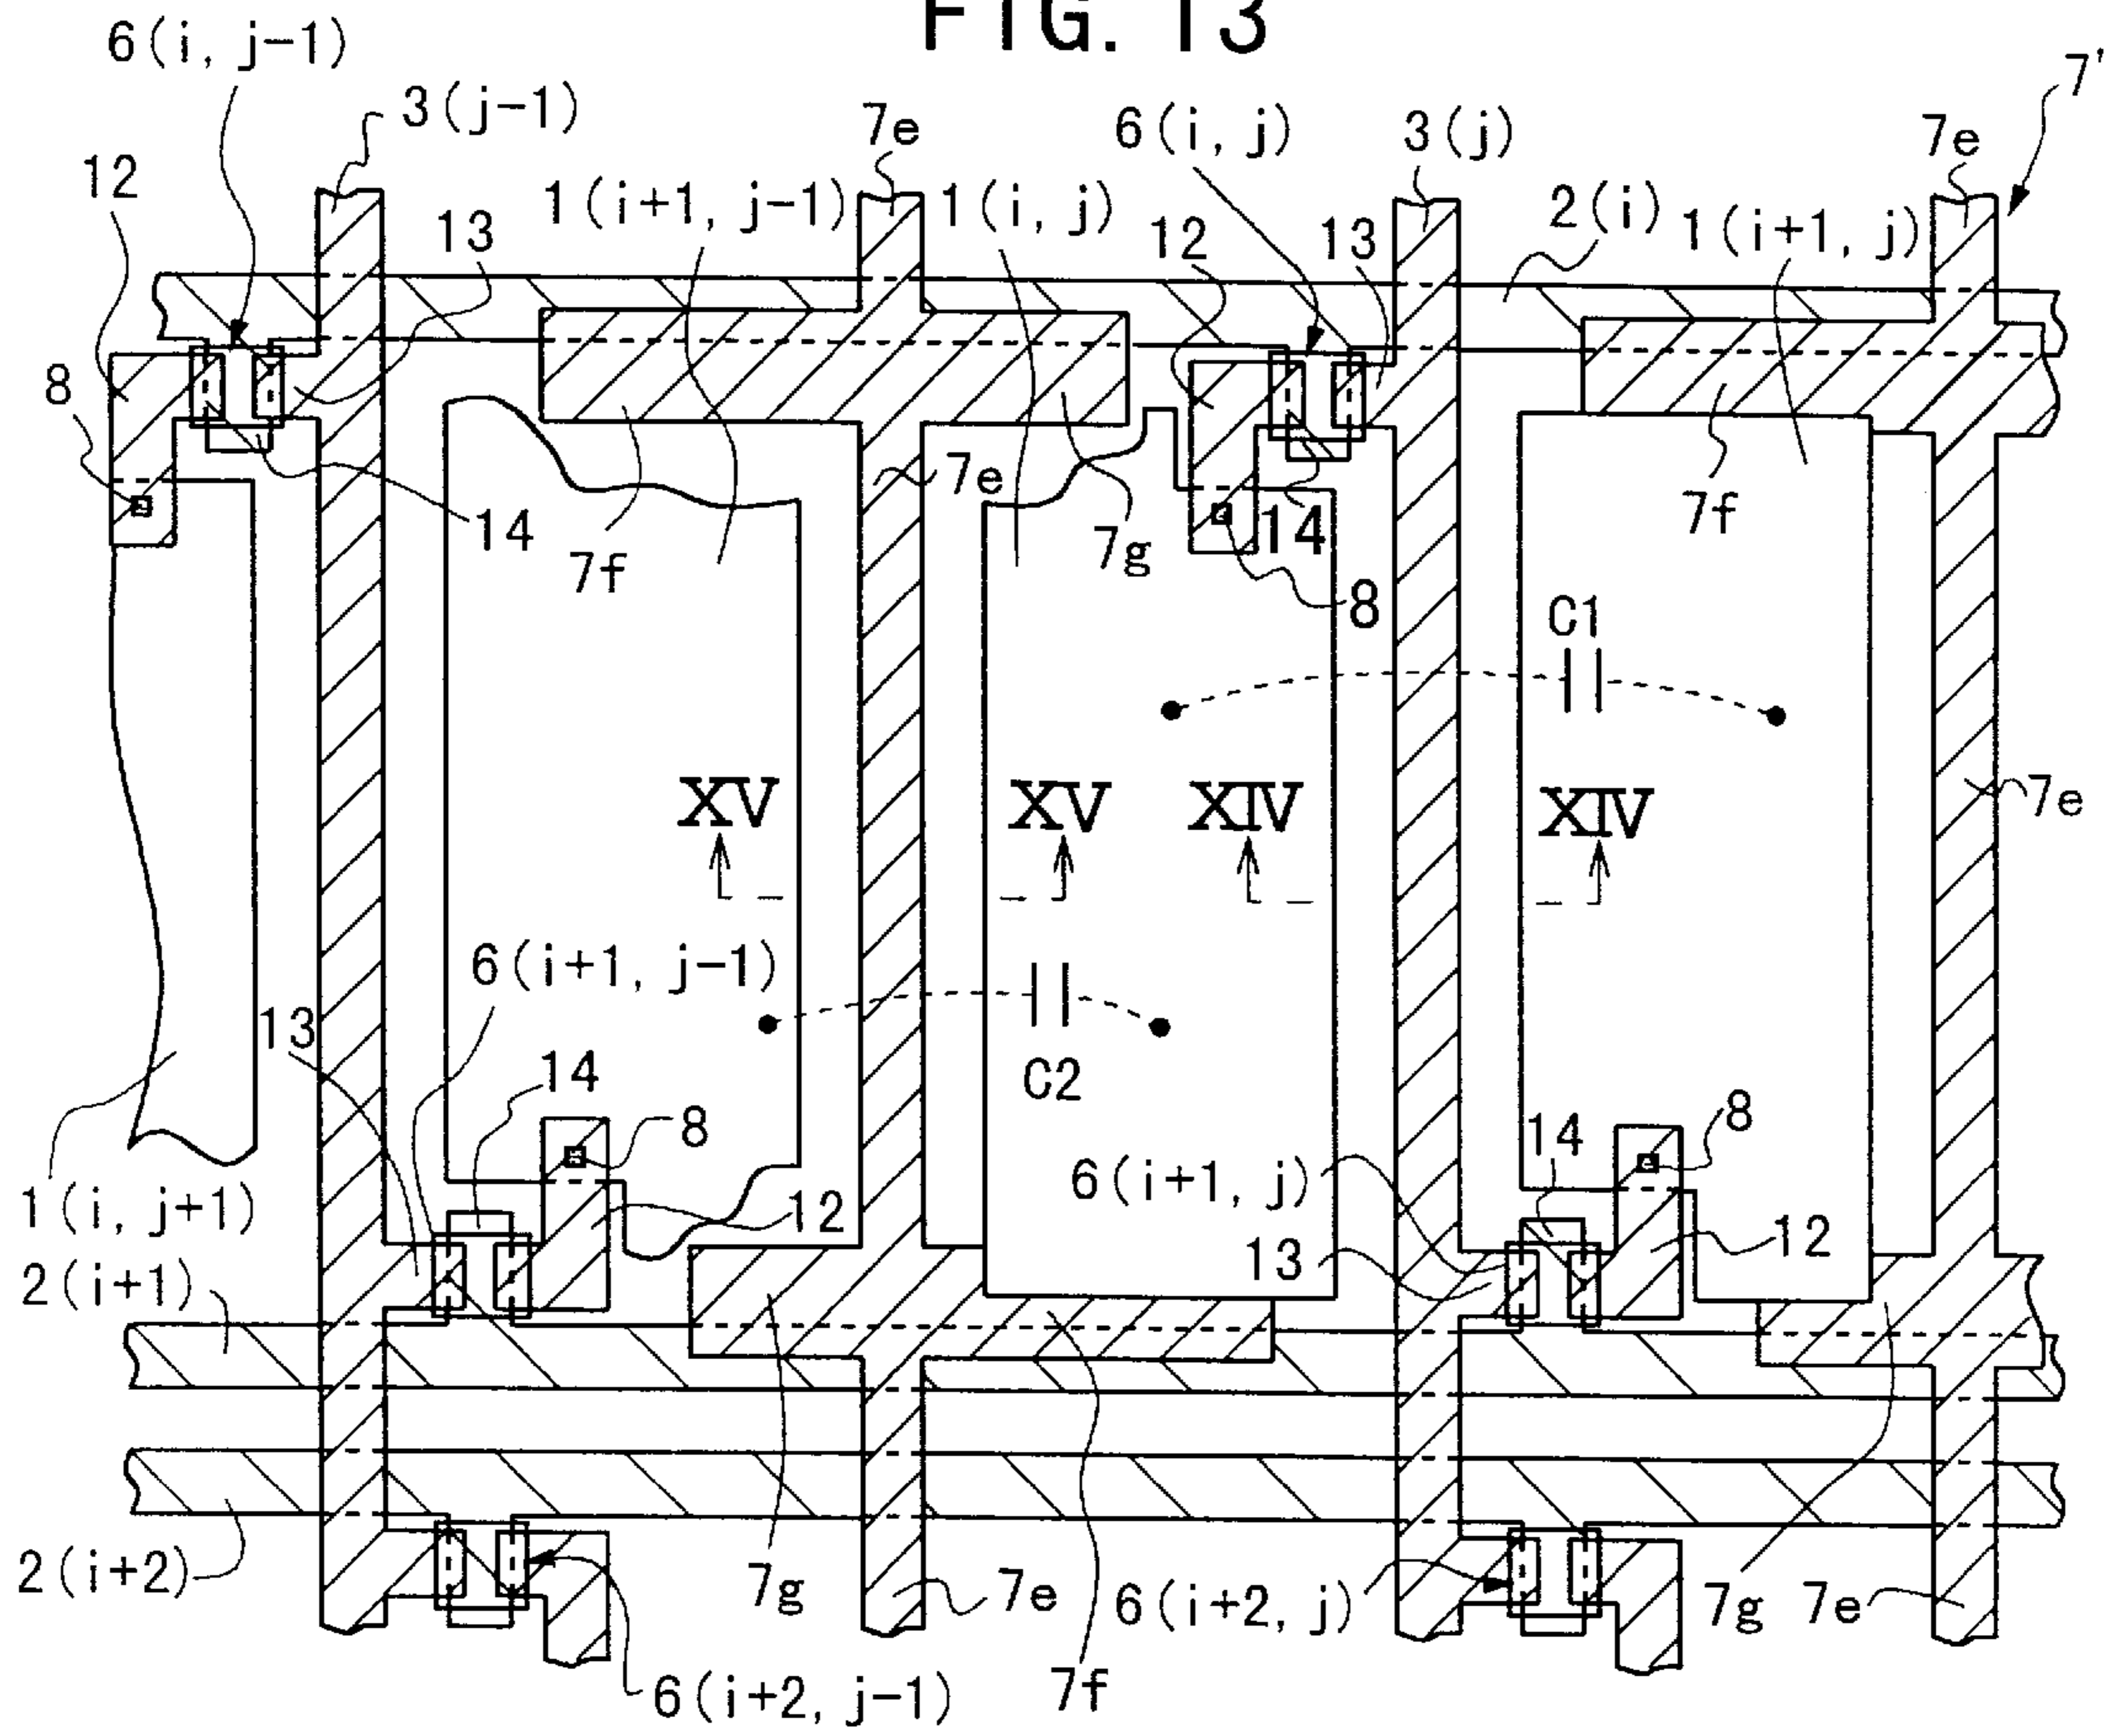 FIG. 13
6(i, j-1)
3(j-1)
7e
6(i, j)
3(j)
7e
7'
12
1(i+1, j-1)
1(i, j)
2(i)
1(i+1, j)
13
12
13
8
14
7f
7e
7g
14
8
7f
C1
XV
XV
XIV
XIV
7e
6(i+1, j-1)
13
14
C2
8
14
8
6(i+1, j)
1(i, j+1)
12
13
12
2(i+1)
2(i+2)
7g
7e
6(i+2, j)
7g
7e
6(i+2, j-1)
7f